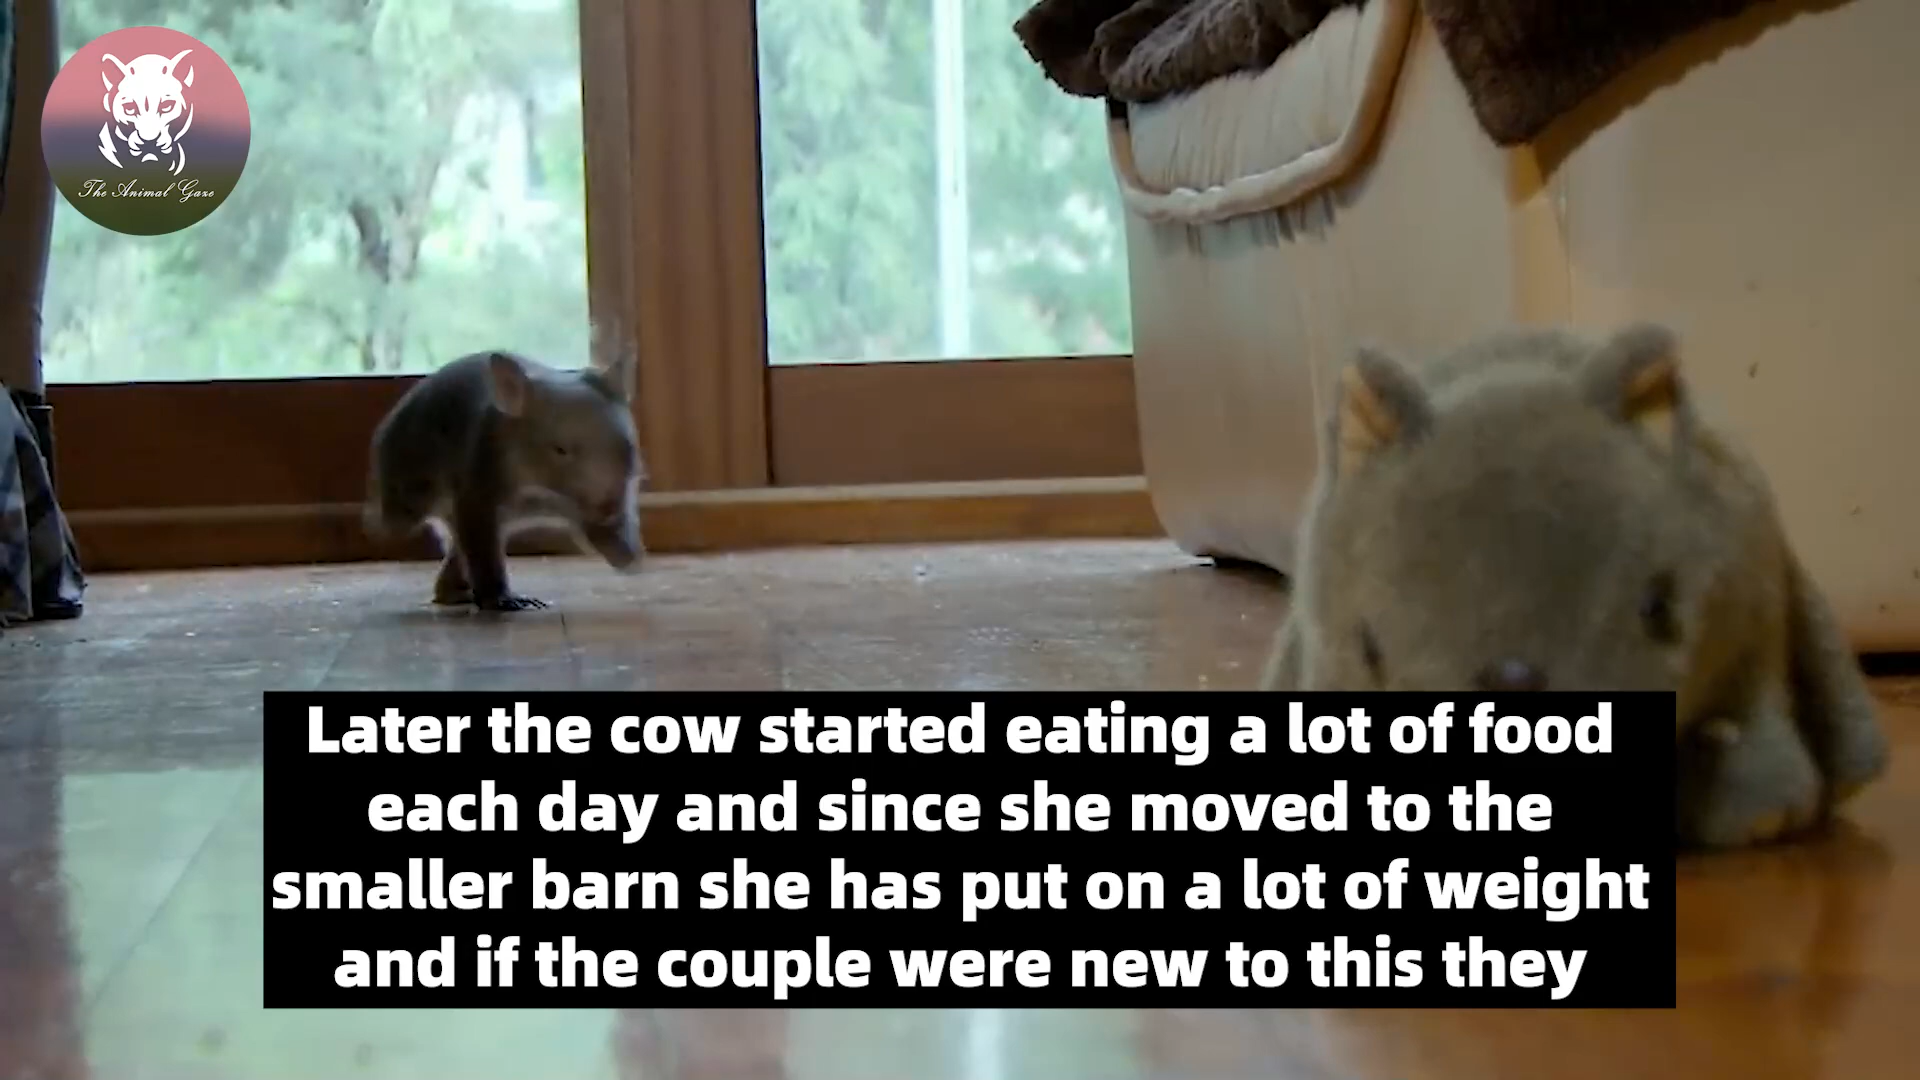 The Animal Gaze
Later the cow started eating a lot of food
each day and since she moved to the
smaller barn she has put on a lot of weight
and if the couple were new to this they